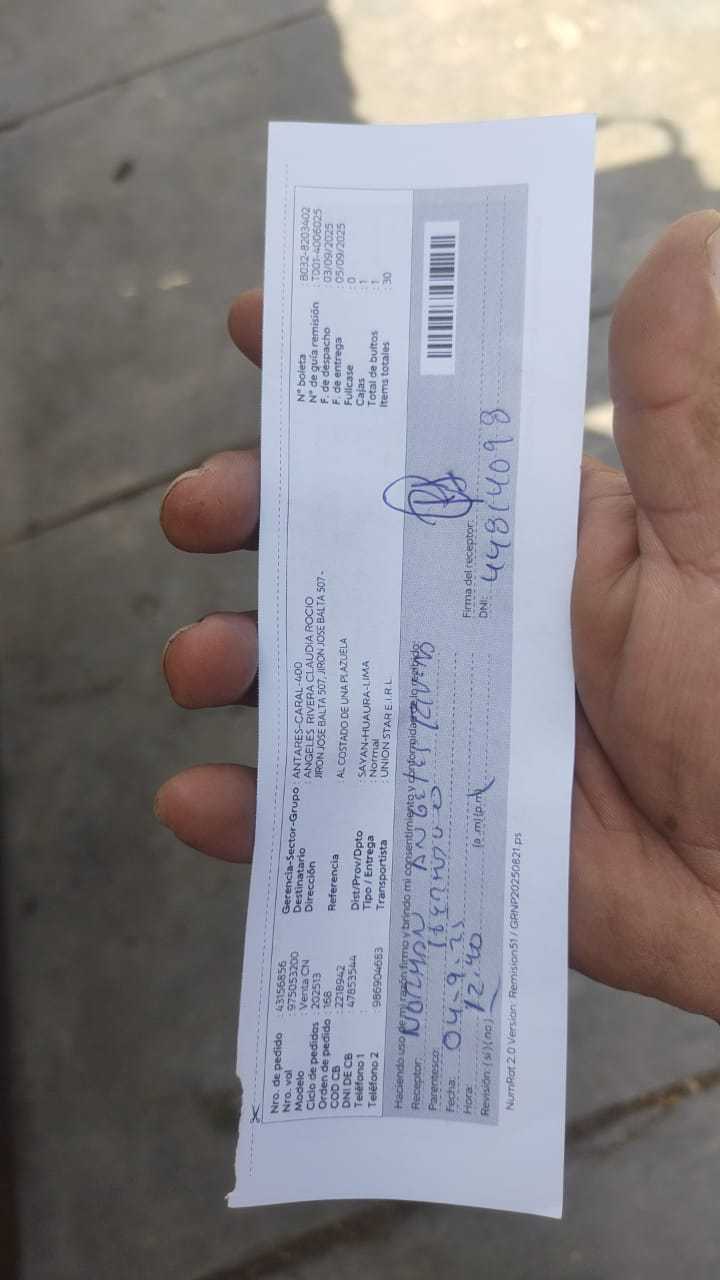 Nro. de pedido : 43156856
Nro. vol : 975053200
Modelo : Venta CN
Ciclo de pedidos : 202513
Orden de pedido : 168
COD CB : 2218942
DNI DE CB : 47853544
Teléfono 1 :
Teléfono 2 : 986904683
Gerencia-Sector-Grupo : ANTARES-CARAL-400
Destinatario : ANGELES RIVERA CLAUDIA ROCIO
Dirección : JIRON JOSE BALTA 507, JIRON JOSE BALTA 507 -
Referencia : AL COSTADO DE UNA PLAZUELA
Dist/Prov/Dpto : SAYAN-HUAURA-LIMA
Tipo / Entrega : Normal
Transportista : UNION STAR E.I.R.L.
N° boleta : B032-8203402
N° de guía remisión : T001-4006025
F. de despacho : 03/09/2025
F. de entrega : 05/09/2025
Fullcase : 0
Cajas : 1
Total de bultos : 1
Items totales : 30
Haciendo uso de mi razón firmo y brindo mi consentimiento y conformidad de lo recibido:
Receptor: ANGELES
Parentesco:
Fecha: 04-9-25
Hora: 12:40 (a.m)(p.m)
Revisión: (si) (no)
Firma del receptor:
DNI: 44814098
NumRot 2.0 Version: Remision51 / GRNP20250821.ps